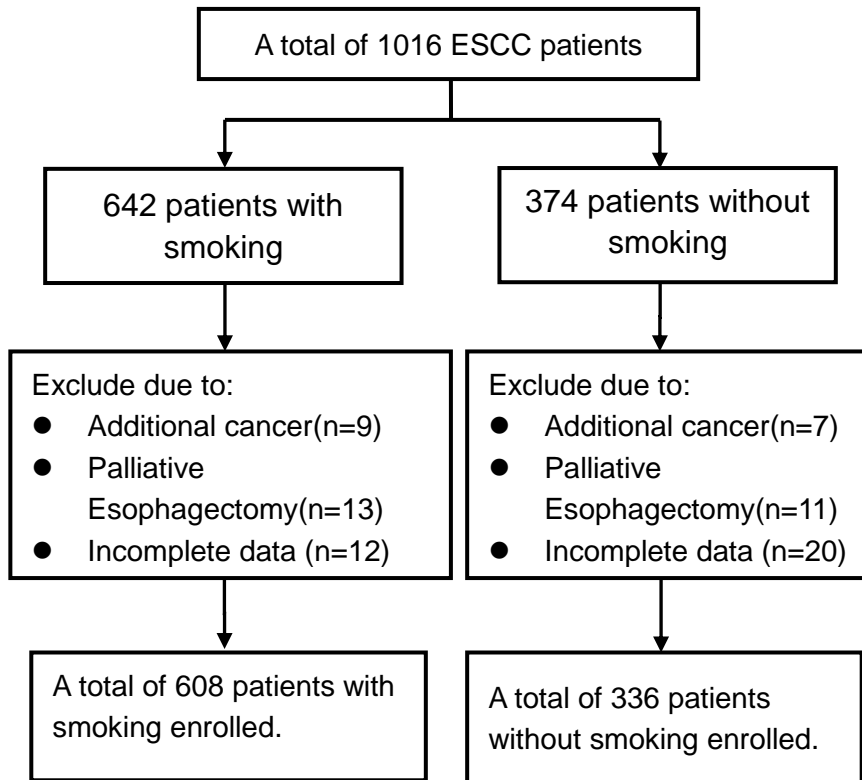 A total of 1016 ESCC patients
642 patients with
smoking
374 patients without
smoking
Exclude due to:
● Additional cancer(n=9)
● Palliative
Esophagectomy(n=13)
● Incomplete data (n=12)
Exclude due to:
● Additional cancer(n=7)
● Palliative
Esophagectomy(n=11)
● Incomplete data (n=20)
A total of 608 patients with
smoking enrolled.
A total of 336 patients
without smoking enrolled.